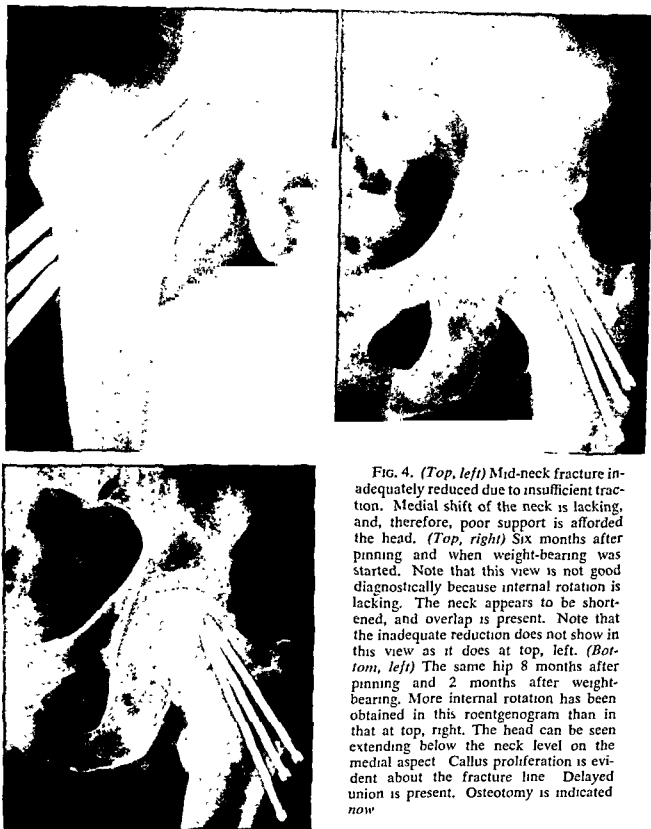 FIG. 4. (Top, left) Mid-neck fracture in-
adequately reduced due to insufficient trac-
tion. Medial shift of the neck is lacking,
and, therefore, poor support is afforded
the head. (Top, right) Six months after
pinning and when weight-bearing was
started. Note that this view is not good
diagnostically because internal rotation is
lacking. The neck appears to be short-
ened, and overlap is present. Note that
the inadequate reduction does not show in
this view as it does at top, left. (Bot-
tom, left) The same hip 8 months after
pinning and 2 months after weight-
bearing. More internal rotation has been
obtained in this roentgenogram than in
that at top, right. The head can be seen
extending below the neck level on the
medial aspect Callus proliferation is evi-
dent about the fracture line Delayed
union is present. Osteotomy is indicated
now